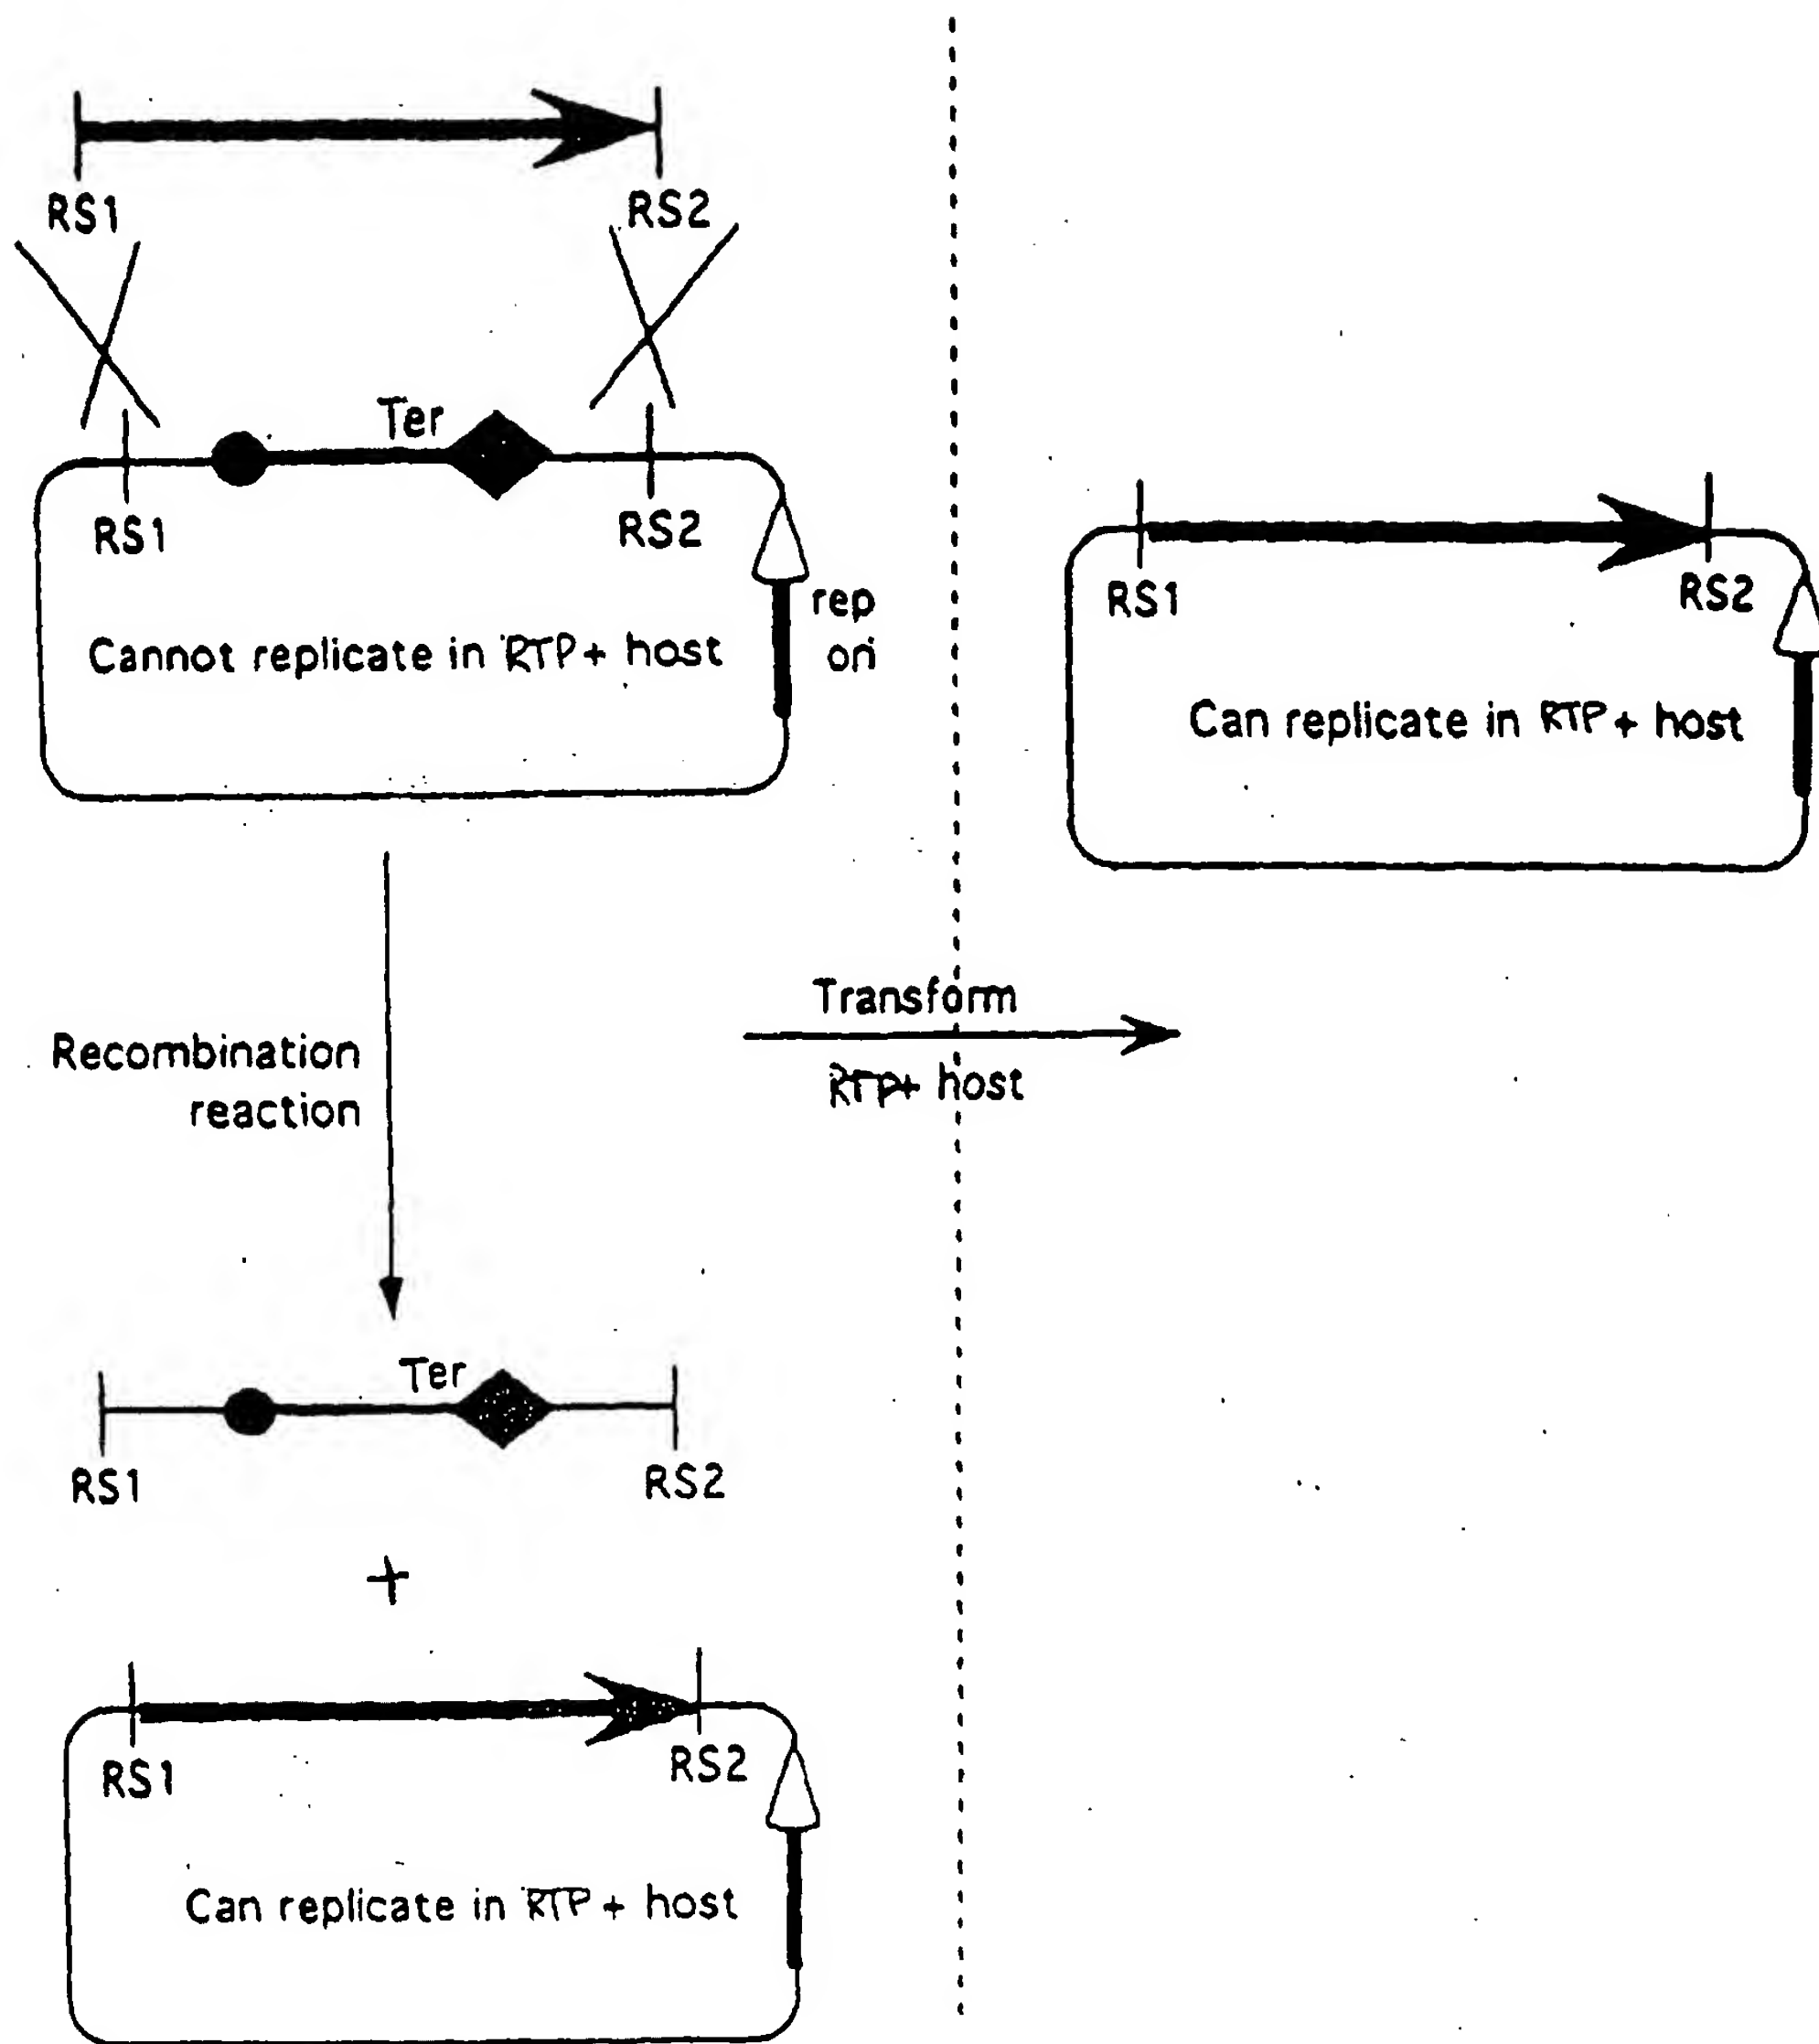 RS1
RS2
Ter
RS1
RS2
rep
ori
Cannot replicate in RTP+ host
RS1
RS2
Can replicate in RTP+ host
Recombination
reaction
Transform
RTP+ host
Ter
RS1
RS2
+
RS1
RS2
Can replicate in RTP+ host